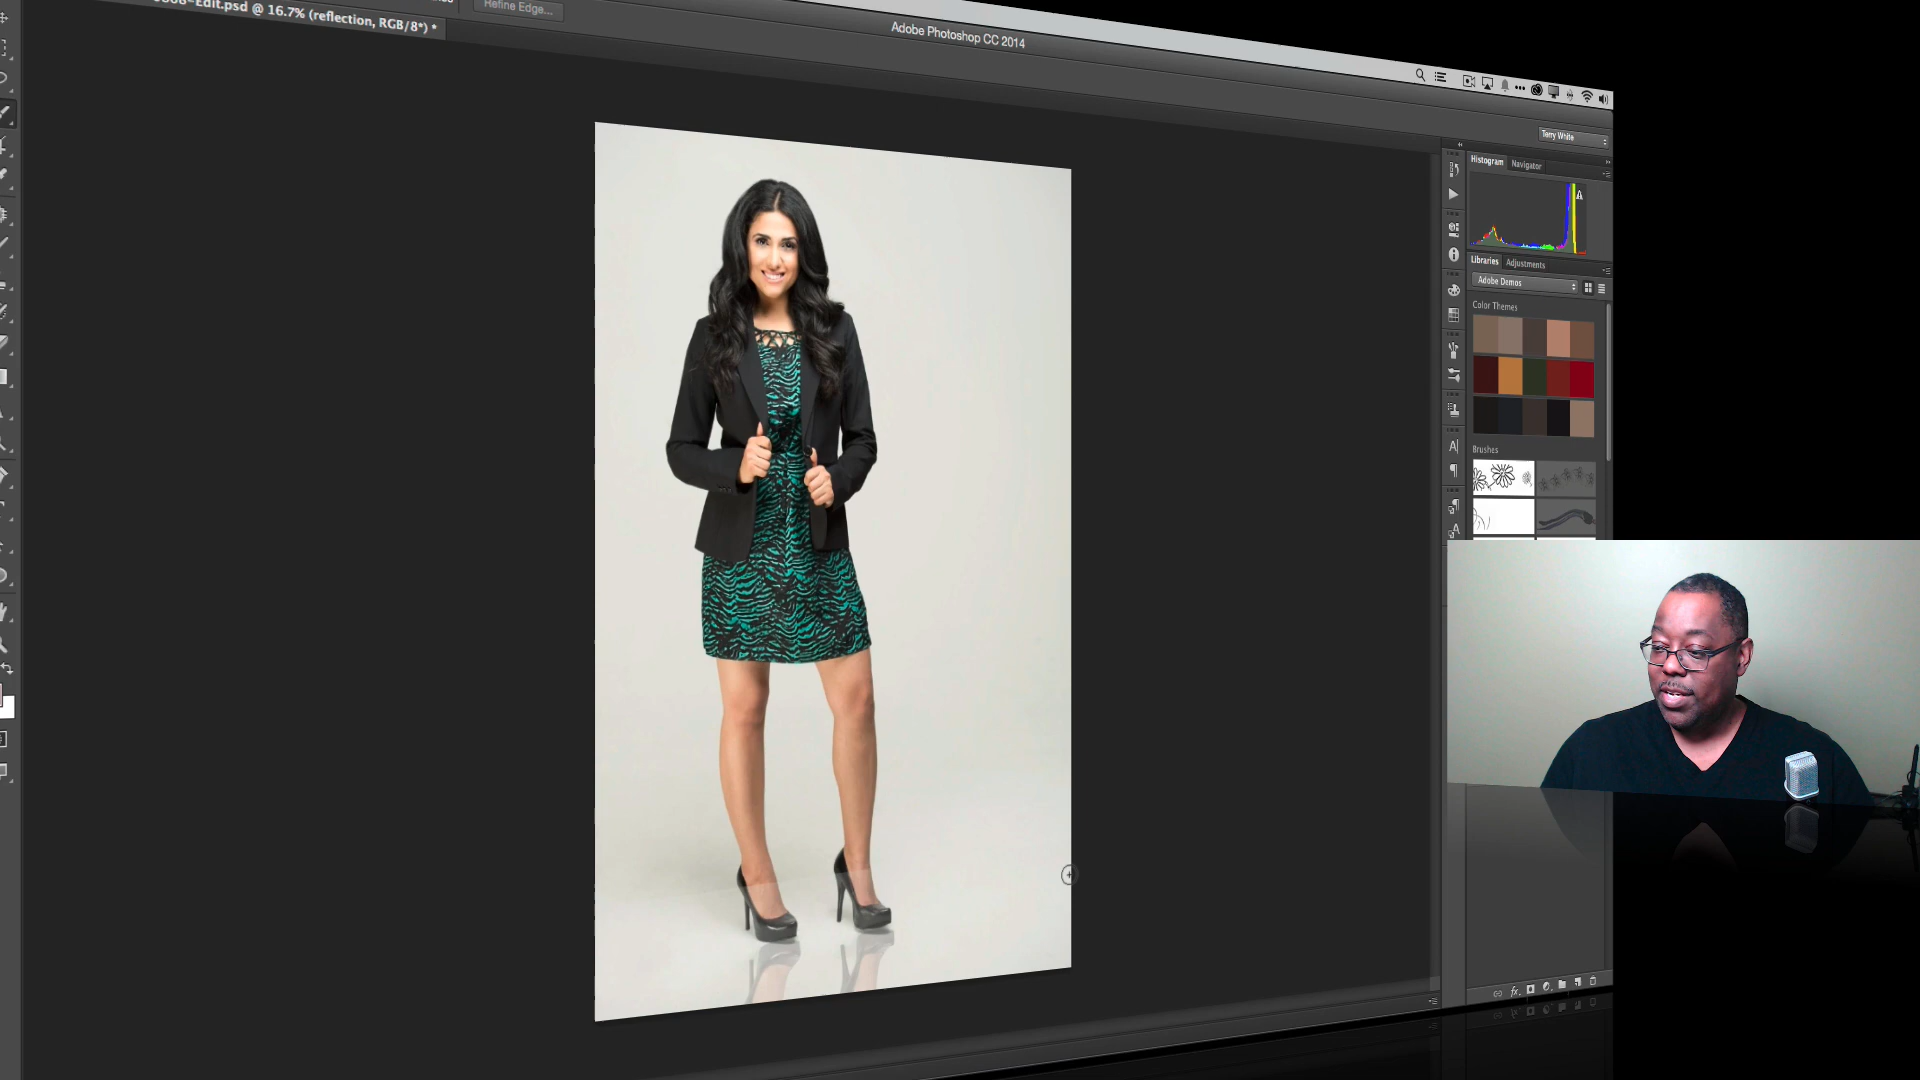 -Edit.psd @ 16.7% (reflection, RGB/8*) *
Refine Edge...
Adobe Photoshop CC 2014
Terry White
Histogram Navigator
Libraries Adjustments
Adobe Demos
Color Themes
Brushes